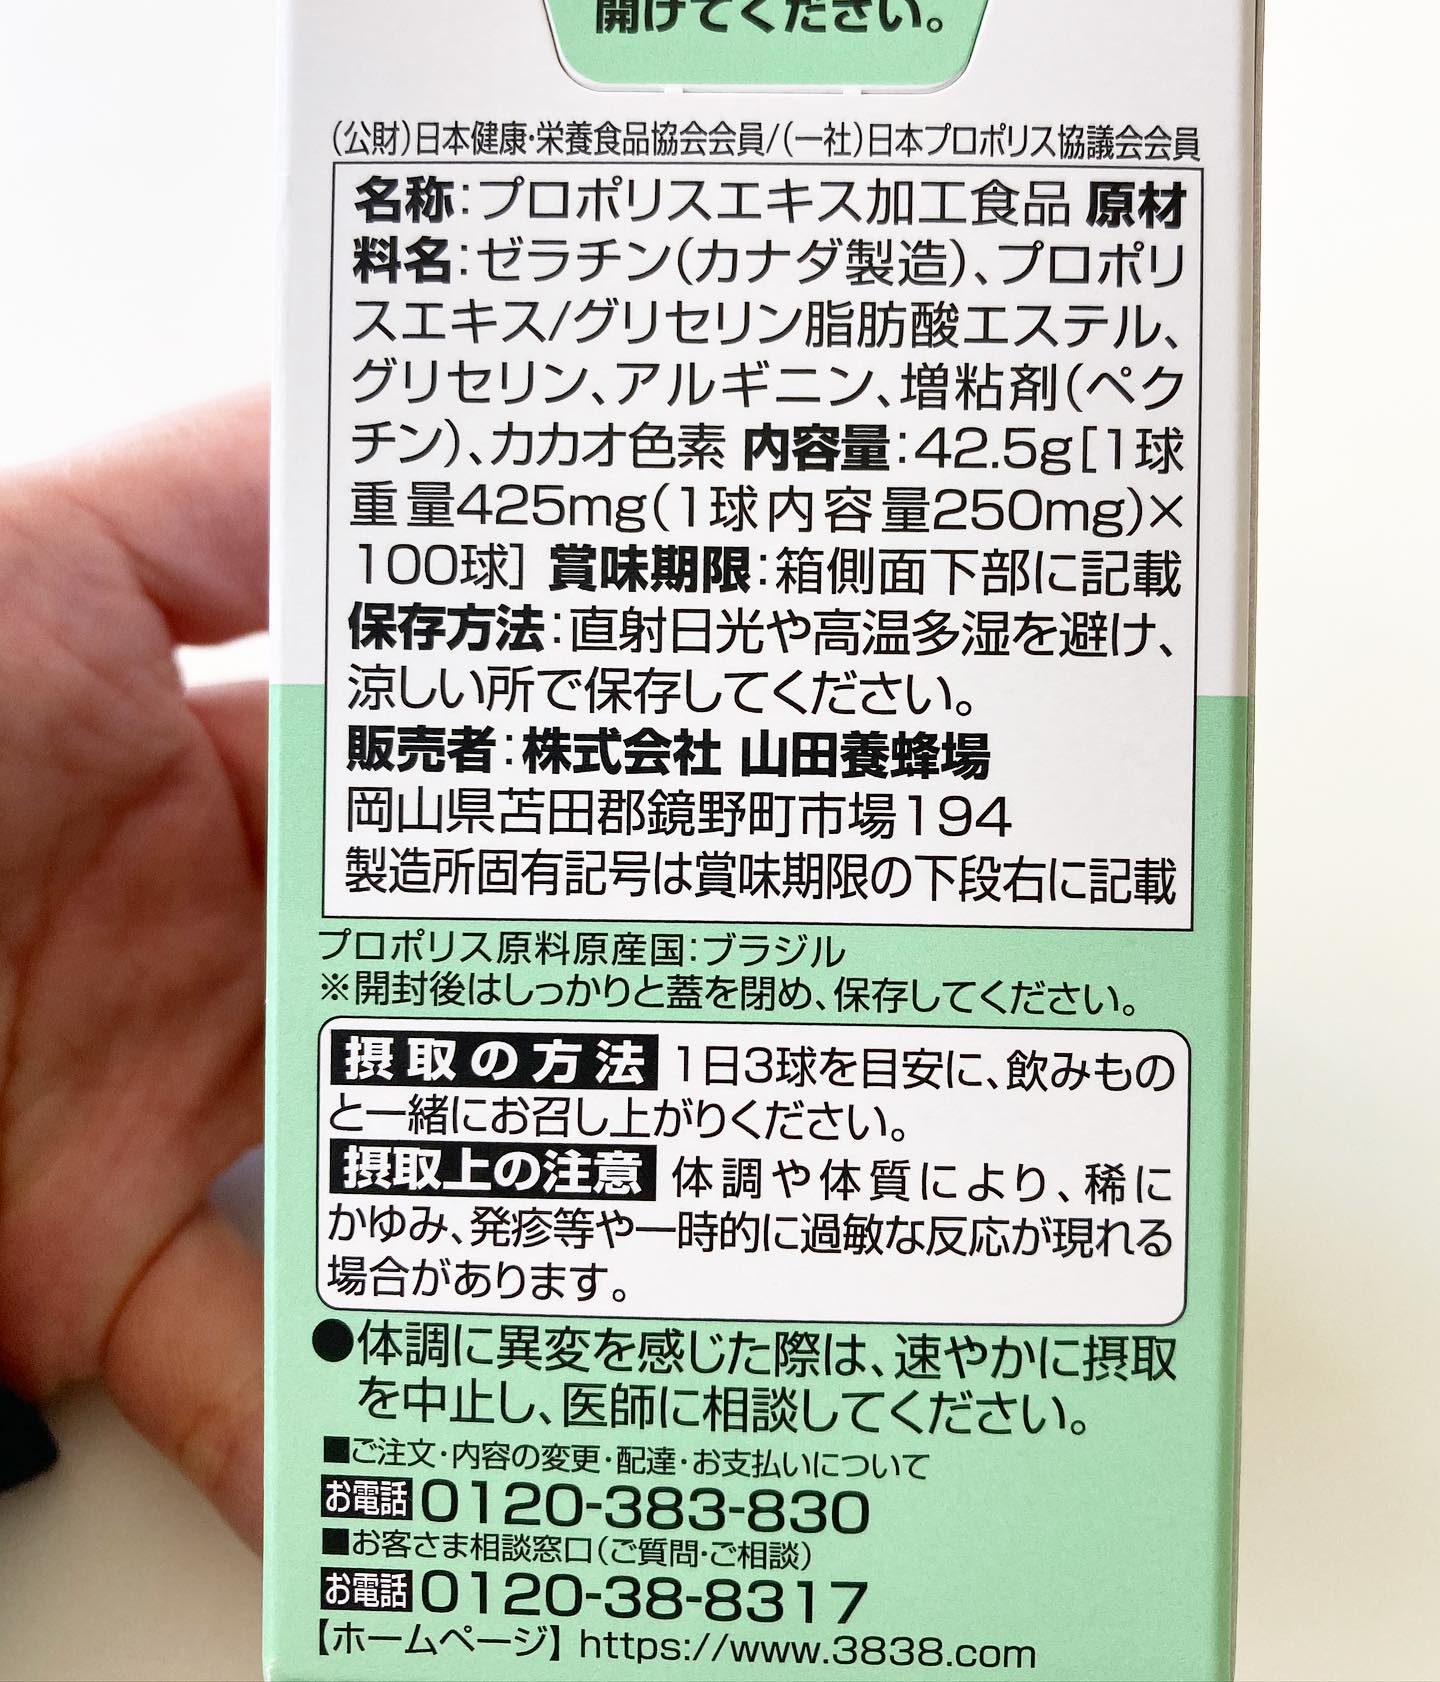 開けてください。
(公財)日本健康・栄養食品協会会員/(一社)日本プロポリス協議会会員
名称:プロポリスエキス加工食品 原材
料名:ゼラチン(カナダ製造)、プロポリ
スエキス/グリセリン脂肪酸エステル、
グリセリン、アルギニン、増粘剤(ペク
チン)、カカオ色素 内容量:42.5g[1球
重量425mg(1球内容量250mg)×
100球] 賞味期限:箱側面下部に記載
保存方法:直射日光や高温多湿を避け、
涼しい所で保存してください。
販売者:株式会社 山田養蜂場
岡山県苫田郡鏡野町市場194
製造所固有記号は賞味期限の下段右に記載
プロポリス原料原産国:ブラジル
※開封後はしっかりと蓋を閉め、保存してください。
摂取の方法 1日3球を目安に、飲みもの
と一緒にお召し上がりください。
摂取上の注意 体調や体質により、稀に
かゆみ、発疹等や一時的に過敏な反応が現れる
場合があります。
●体調に異変を感じた際は、速やかに摂取
を中止し、医師に相談してください。
■ご注文・内容の変更・配達・お支払いについて
お電話 0120-383-830
■お客さま相談窓口(ご質問・ご相談)
お電話 0120-38-8317
【ホームページ】https://www.3838.com